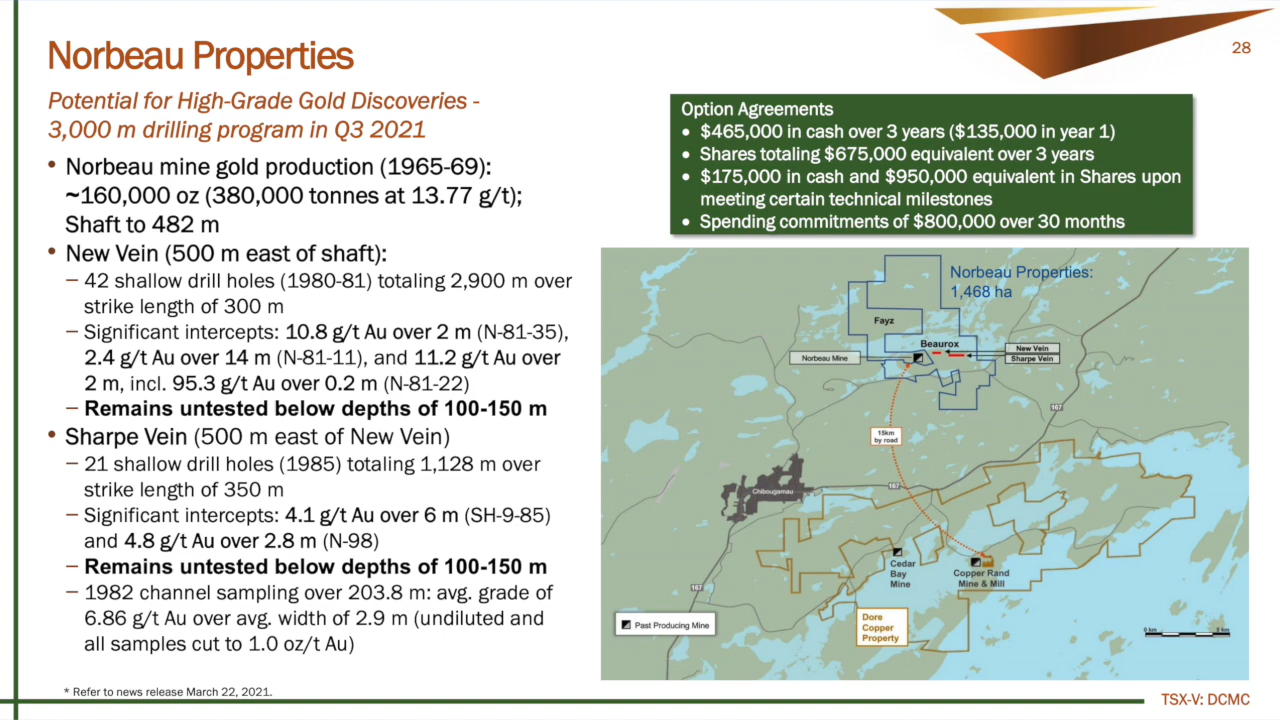 28
Norbeau Properties
Potential for High-Grade Gold Discoveries -
3,000 m drilling program in Q3 2021
• Norbeau mine gold production (1965-69):
~160,000 oz (380,000 tonnes at 13.77 g/t);
Shaft to 482 m
• New Vein (500 m east of shaft):
– 42 shallow drill holes (1980-81) totaling 2,900 m over
strike length of 300 m
– Significant intercepts: 10.8 g/t Au over 2 m (N-81-35),
2.4 g/t Au over 14 m (N-81-11), and 11.2 g/t Au over
2 m, incl. 95.3 g/t Au over 0.2 m (N-81-22)
– Remains untested below depths of 100-150 m
• Sharpe Vein (500 m east of New Vein)
– 21 shallow drill holes (1985) totaling 1,128 m over
strike length of 350 m
– Significant intercepts: 4.1 g/t Au over 6 m (SH-9-85)
and 4.8 g/t Au over 2.8 m (N-98)
– Remains untested below depths of 100-150 m
– 1982 channel sampling over 203.8 m: avg. grade of
6.86 g/t Au over avg. width of 2.9 m (undiluted and
all samples cut to 1.0 oz/t Au)
* Refer to news release March 22, 2021.
Option Agreements
• $465,000 in cash over 3 years ($135,000 in year 1)
• Shares totaling $675,000 equivalent over 3 years
• $175,000 in cash and $950,000 equivalent in Shares upon
meeting certain technical milestones
• Spending commitments of $800,000 over 30 months
Norbeau Properties:
1,468 ha
Fayz
Beaurox
New Vein
Norbeau Mine
Sharpe Vein
167
15km
by road
167
Chibougamau
Cedar
Bay
Mine
Copper Rand
Mine & Mill
167
Past Producing Mine
Dore
Copper
Property
0 km
TSX-V: DCMC